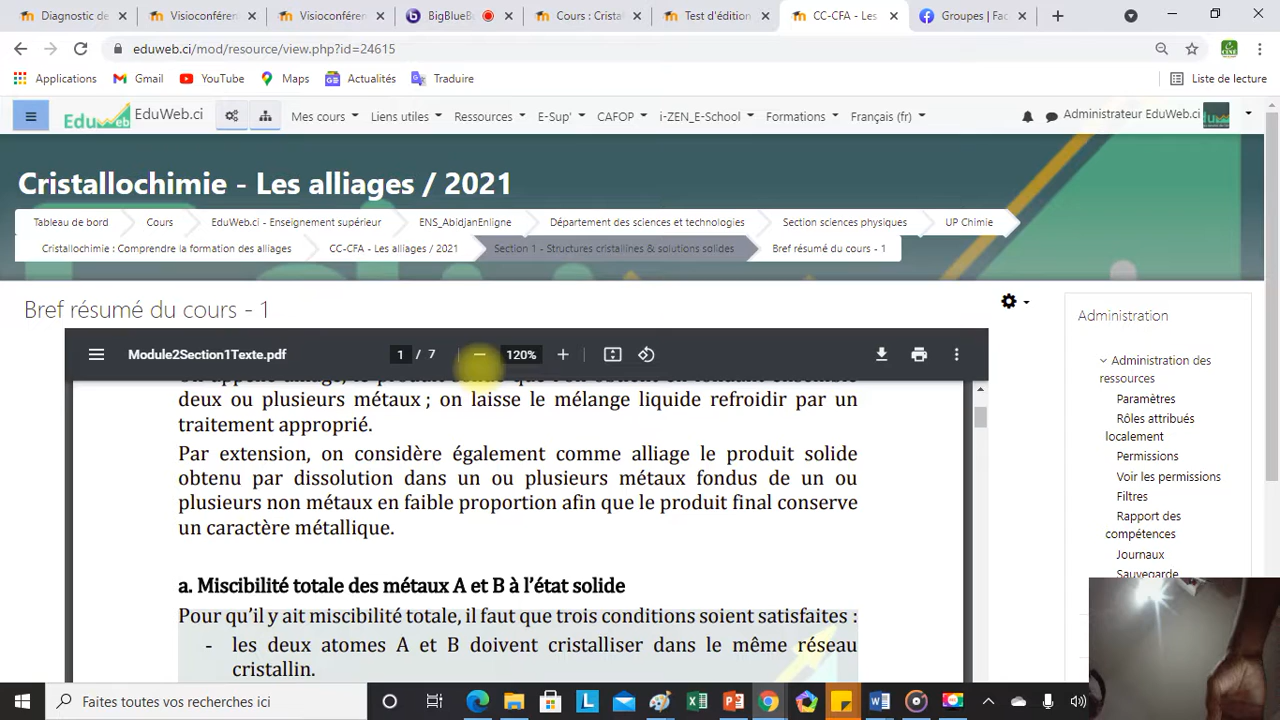 Diagnostic de
Visioconféren
Visioconféren
BigBlueB
Cours : Cristal
Test d'édition
CC-CFA - Les
Groupes | Fac
eduweb.ci/mod/resource/view.php?id=24615
Applications
Gmail
YouTube
Maps
Actualités
Traduire
Liste de lecture
EduWeb
EduWeb.ci
Mes cours
Liens utiles
Ressources
E-Sup'
CAFOP
i-ZEN_E-School
Formations
Français (fr)
Administrateur EduWeb.ci
Cristallochimie - Les alliages / 2021
Tableau de bord
Cours
EduWeb.ci - Enseignement supérieur
ENS_AbidjanEnligne
Département des sciences et technologies
Section sciences physiques
UP Chimie
Cristallochimie : Comprendre la formation des alliages
CC-CFA - Les alliages / 2021
Section 1 - Structures cristallines & solutions solides
Bref résumé du cours - 1
Bref résumé du cours - 1
Module2Section1Texte.pdf
1 / 7
120%
deux ou plusieurs métaux ; on laisse le mélange liquide refroidir par un
traitement approprié.
Par extension, on considère également comme alliage le produit solide
obtenu par dissolution dans un ou plusieurs métaux fondus de un ou
plusieurs non métaux en faible proportion afin que le produit final conserve
un caractère métallique.
a. Miscibilité totale des métaux A et B à l'état solide
Pour qu'il y ait miscibilité totale, il faut que trois conditions soient satisfaites :
- les deux atomes A et B doivent cristalliser dans le même réseau
cristallin.
Administration
Administration des
ressources
Paramètres
Rôles attribués
localement
Permissions
Voir les permissions
Filtres
Rapport des
compétences
Journaux
Sauvegarde
Faites toutes vos recherches ici